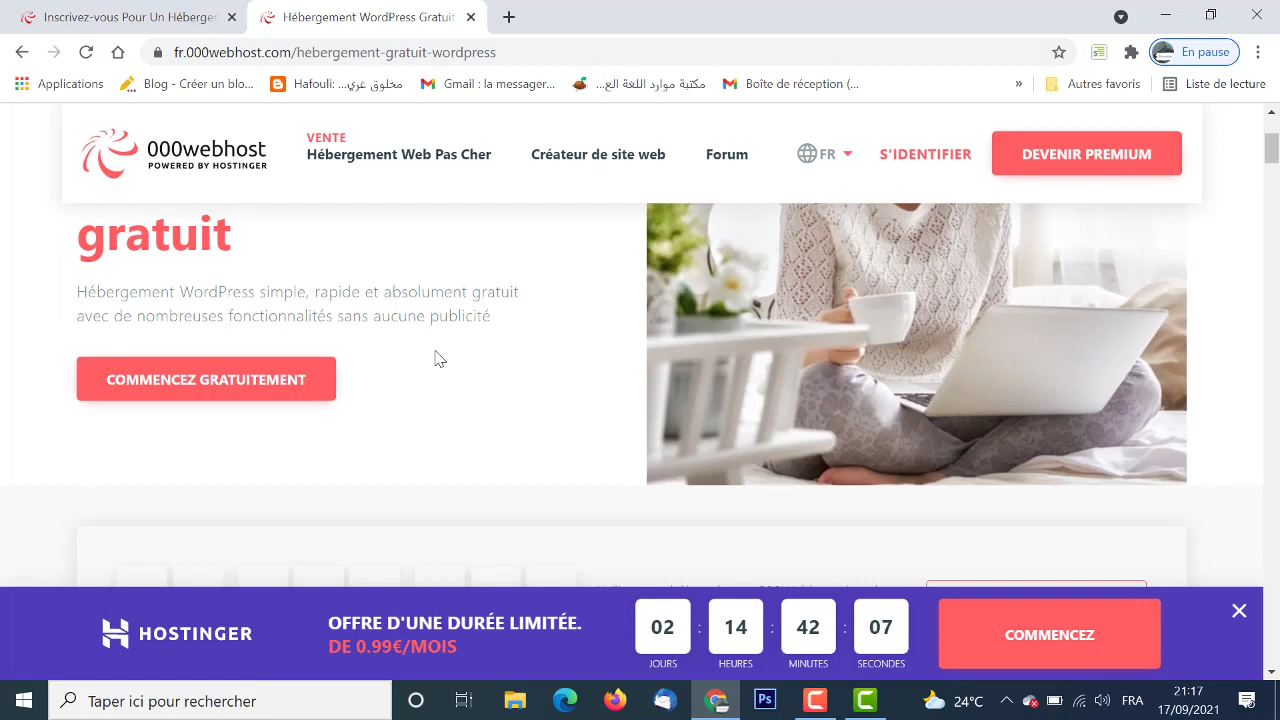 Inscrivez-vous Pour Un Héberge
Hébergement WordPress Gratuit
fr.000webhost.com/hebergement-gratuit-wordpress
En pause
Applications
Blog - Créer un blo...
Hafouli: مخلوق عربي...
Gmail : la messager...
مكتبة موارد اللغة الع...
Boîte de réception (...
»
Autres favoris
Liste de lecture
000webhost
POWERED BY HOSTINGER
VENTE
Hébergement Web Pas Cher
Créateur de site web
Forum
FR
S'IDENTIFIER
DEVENIR PREMIUM
gratuit
Hébergement WordPress simple, rapide et absolument gratuit
avec de nombreuses fonctionnalités sans aucune publicité
COMMENCEZ GRATUITEMENT
HOSTINGER
OFFRE D'UNE DURÉE LIMITÉE.
DE 0.99€/MOIS
02 : 14 : 42 : 07
JOURS HEURES MINUTES SECONDES
COMMENCEZ
Taper ici pour rechercher
Ps
24°C
FRA
21:17
17/09/2021